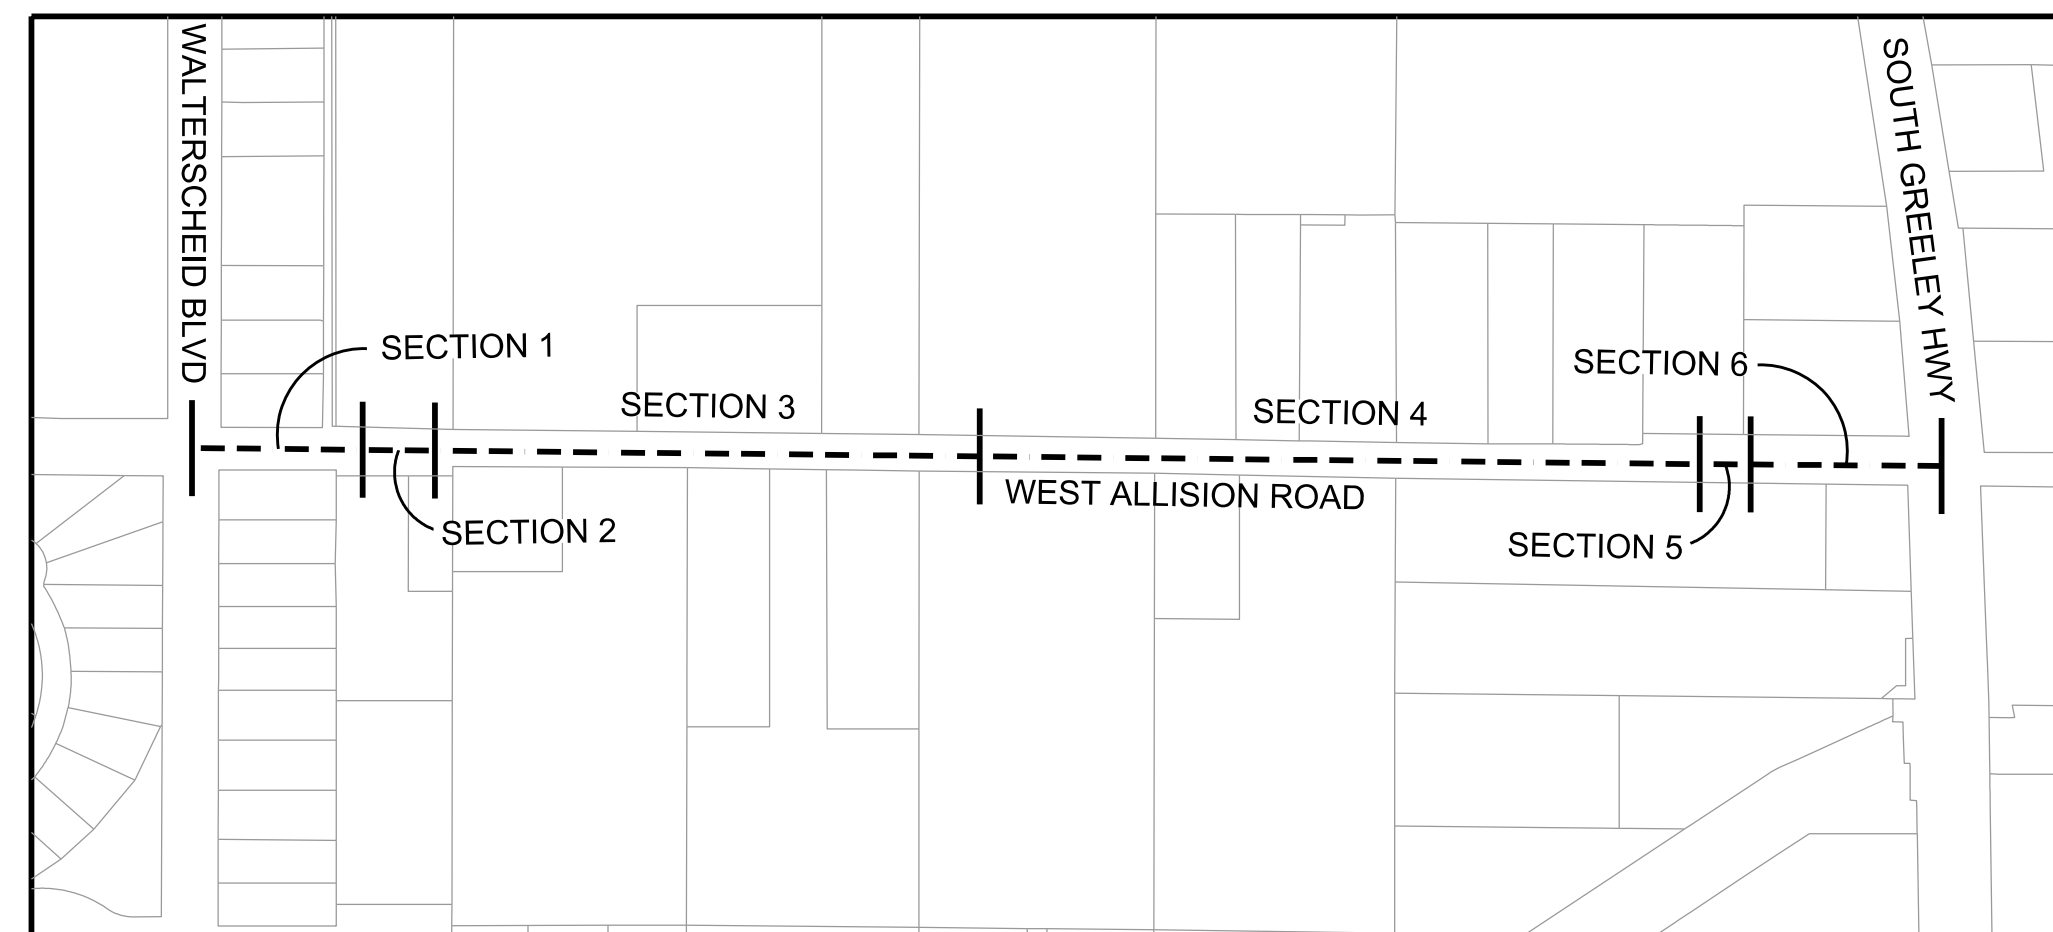 WALTERSCHEID BLVD
SOUTH GREELEY HWY
SECTION 1
SECTION 3
SECTION 4
SECTION 6
WEST ALLISION ROAD
SECTION 2
SECTION 5